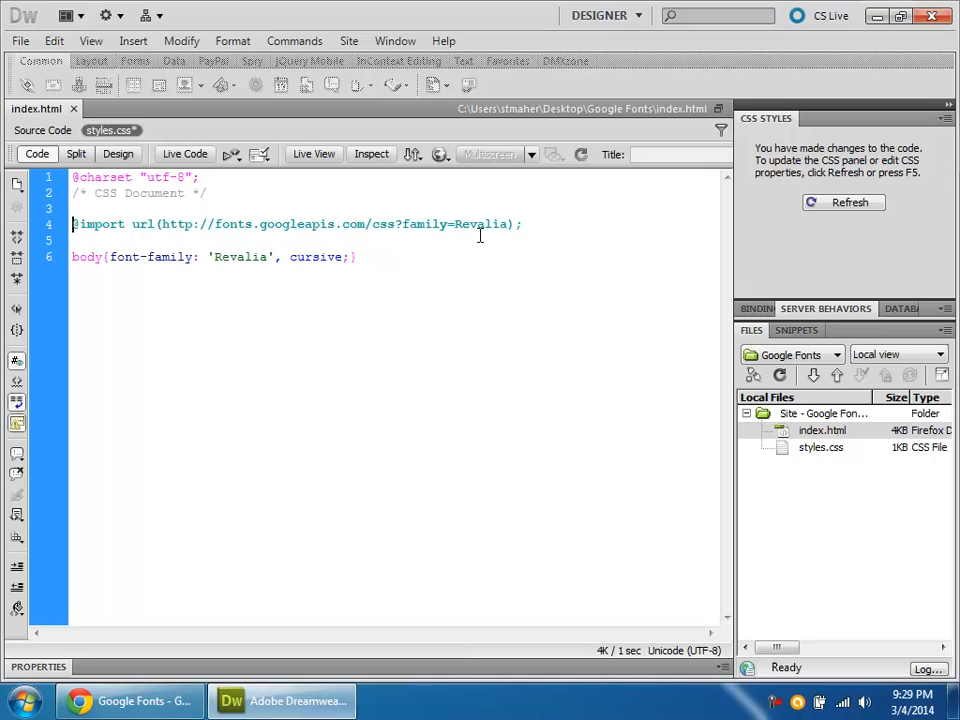 Dw
DESIGNER
CS Live
File Edit View Insert Modify Format Commands Site Window Help
Common Layout Forms Data PayPal Spry jQuery Mobile InContext Editing Text Favorites DMXzone
index.html
C:\Users\stmaher\Desktop\Google Fonts\index.html
Source Code styles.css*
Code Split Design Live Code Live View Inspect Multiscreen Title:
1 @charset "utf-8";
2 /* CSS Document */
3
4 @import url(http://fonts.googleapis.com/css?family=Revalia);
5
6 body{font-family: 'Revalia', cursive;}
4K / 1 sec Unicode (UTF-8)
PROPERTIES
CSS STYLES
You have made changes to the code.
To update the CSS panel or edit CSS
properties, click Refresh or press F5.
Refresh
BINDIN SERVER BEHAVIORS DATABA
FILES SNIPPETS
Google Fonts Local view
Local Files Size Type
Site - Google Fon... Folder
index.html 4KB Firefox D
styles.css 1KB CSS File
Ready Log...
Google Fonts - G...
Dw Adobe Dreamwea...
9:29 PM
3/4/2014